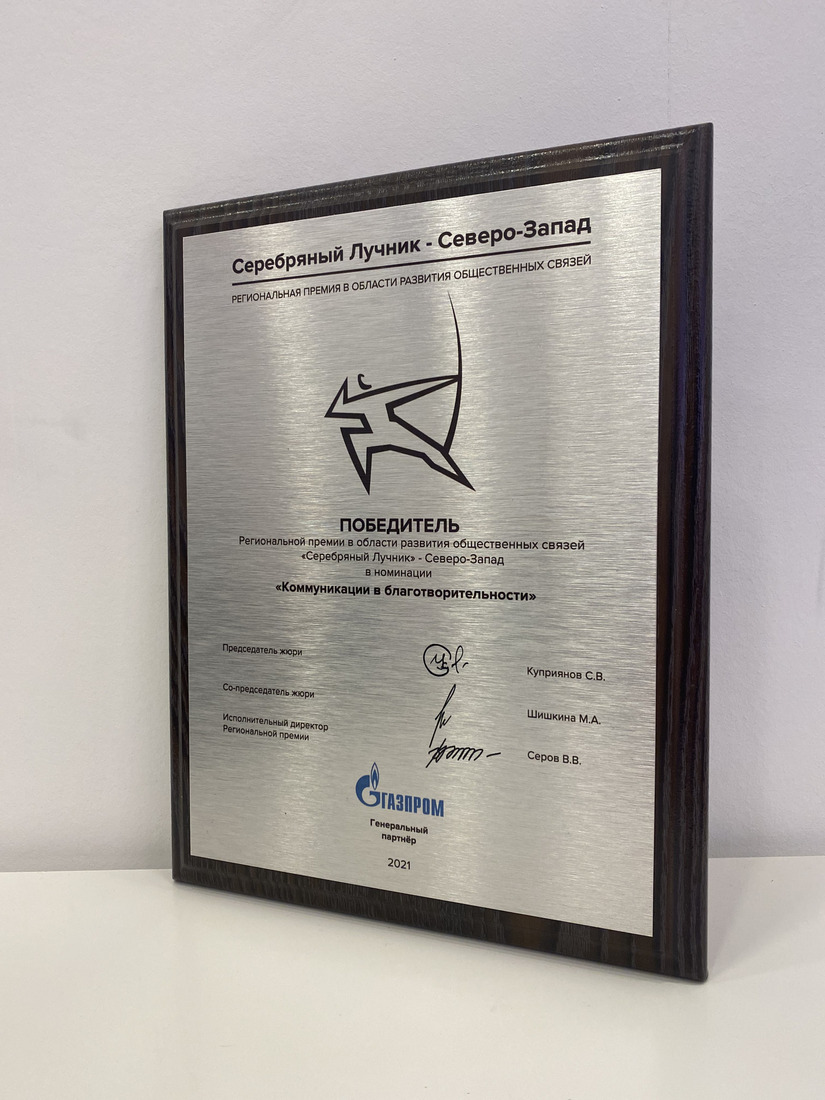 Серебряный Лучник - Северо-Запад
РЕГИОНАЛЬНАЯ ПРЕМИЯ В ОБЛАСТИ РАЗВИТИЯ ОБЩЕСТВЕННЫХ СВЯЗЕЙ
ПОБЕДИТЕЛЬ
Региональной премии в области развития общественных связей
«Серебряный Лучник» - Северо-Запад
в номинации
«Коммуникации в благотворительности»
Председатель жюри
Куприянов С.В.
Со-председатель жюри
Шишкина М.А.
Исполнительный директор
Региональной премии
Серов В.В.
ГАЗПРОМ
Генеральный
партнёр
2021